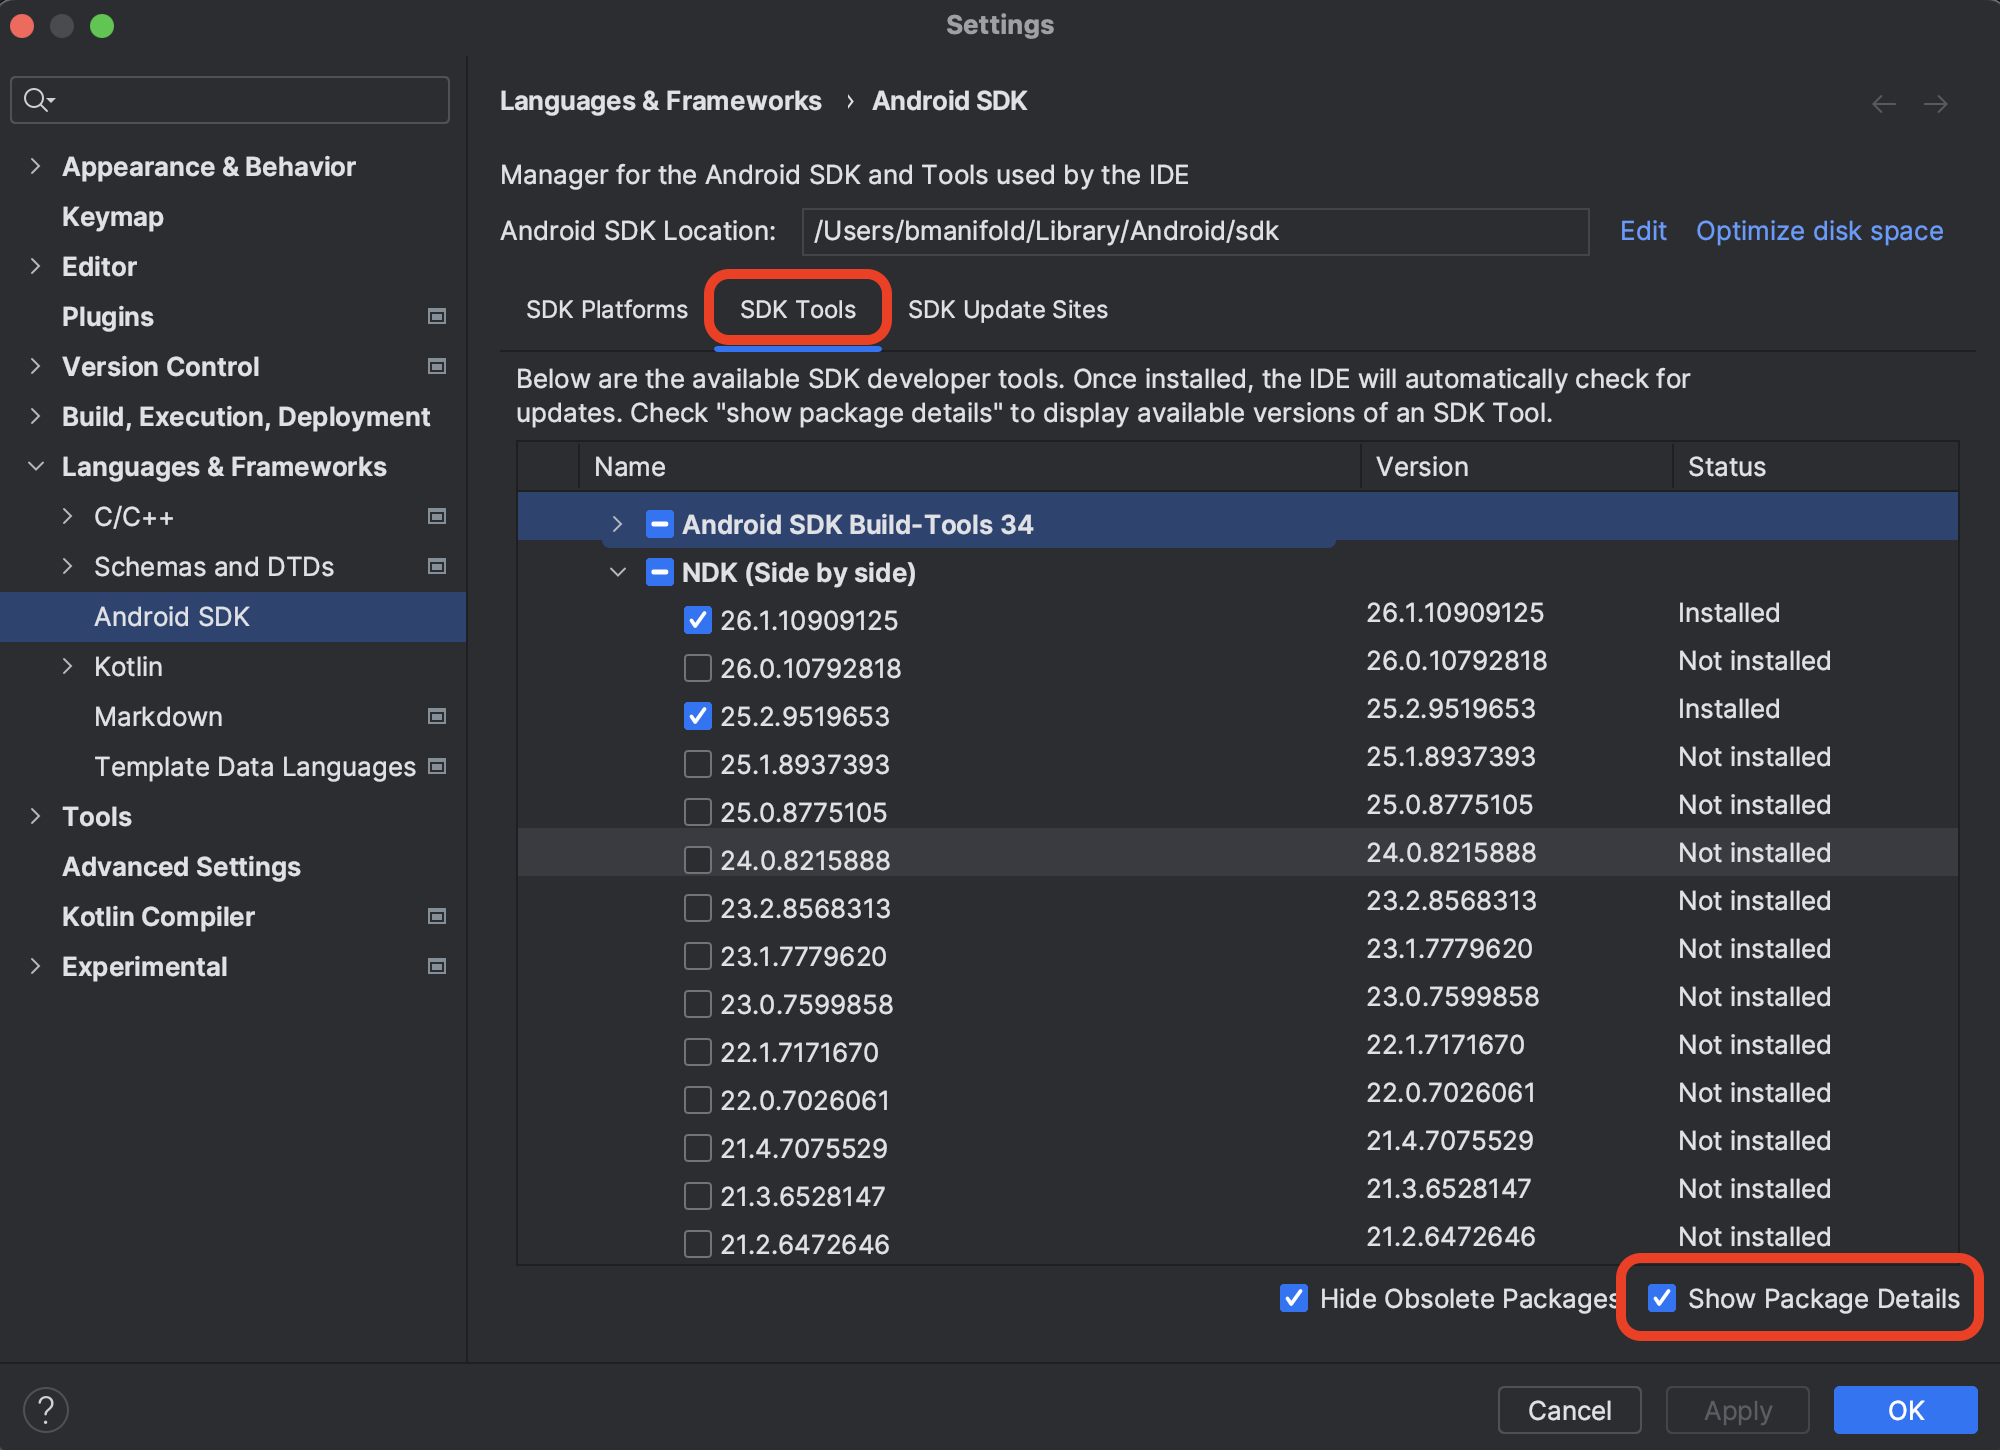 Settings
Appearance & Behavior
Keymap
Editor
Plugins
Version Control
Build, Execution, Deployment
Languages & Frameworks
C/C++
Schemas and DTDs
Android SDK
Kotlin
Markdown
Template Data Languages
Tools
Advanced Settings
Kotlin Compiler
Experimental
Languages & Frameworks › Android SDK
Manager for the Android SDK and Tools used by the IDE
Android SDK Location: /Users/bmanifold/Library/Android/sdk Edit Optimize disk space
SDK Platforms SDK Tools SDK Update Sites
Below are the available SDK developer tools. Once installed, the IDE will automatically check for
updates. Check "show package details" to display available versions of an SDK Tool.
Name Version Status
Android SDK Build-Tools 34
NDK (Side by side)
26.1.10909125 26.1.10909125 Installed
26.0.10792818 26.0.10792818 Not installed
25.2.9519653 25.2.9519653 Installed
25.1.8937393 25.1.8937393 Not installed
25.0.8775105 25.0.8775105 Not installed
24.0.8215888 24.0.8215888 Not installed
23.2.8568313 23.2.8568313 Not installed
23.1.7779620 23.1.7779620 Not installed
23.0.7599858 23.0.7599858 Not installed
22.1.7171670 22.1.7171670 Not installed
22.0.7026061 22.0.7026061 Not installed
21.4.7075529 21.4.7075529 Not installed
21.3.6528147 21.3.6528147 Not installed
21.2.6472646 21.2.6472646 Not installed
Hide Obsolete Packages Show Package Details
? Cancel Apply OK